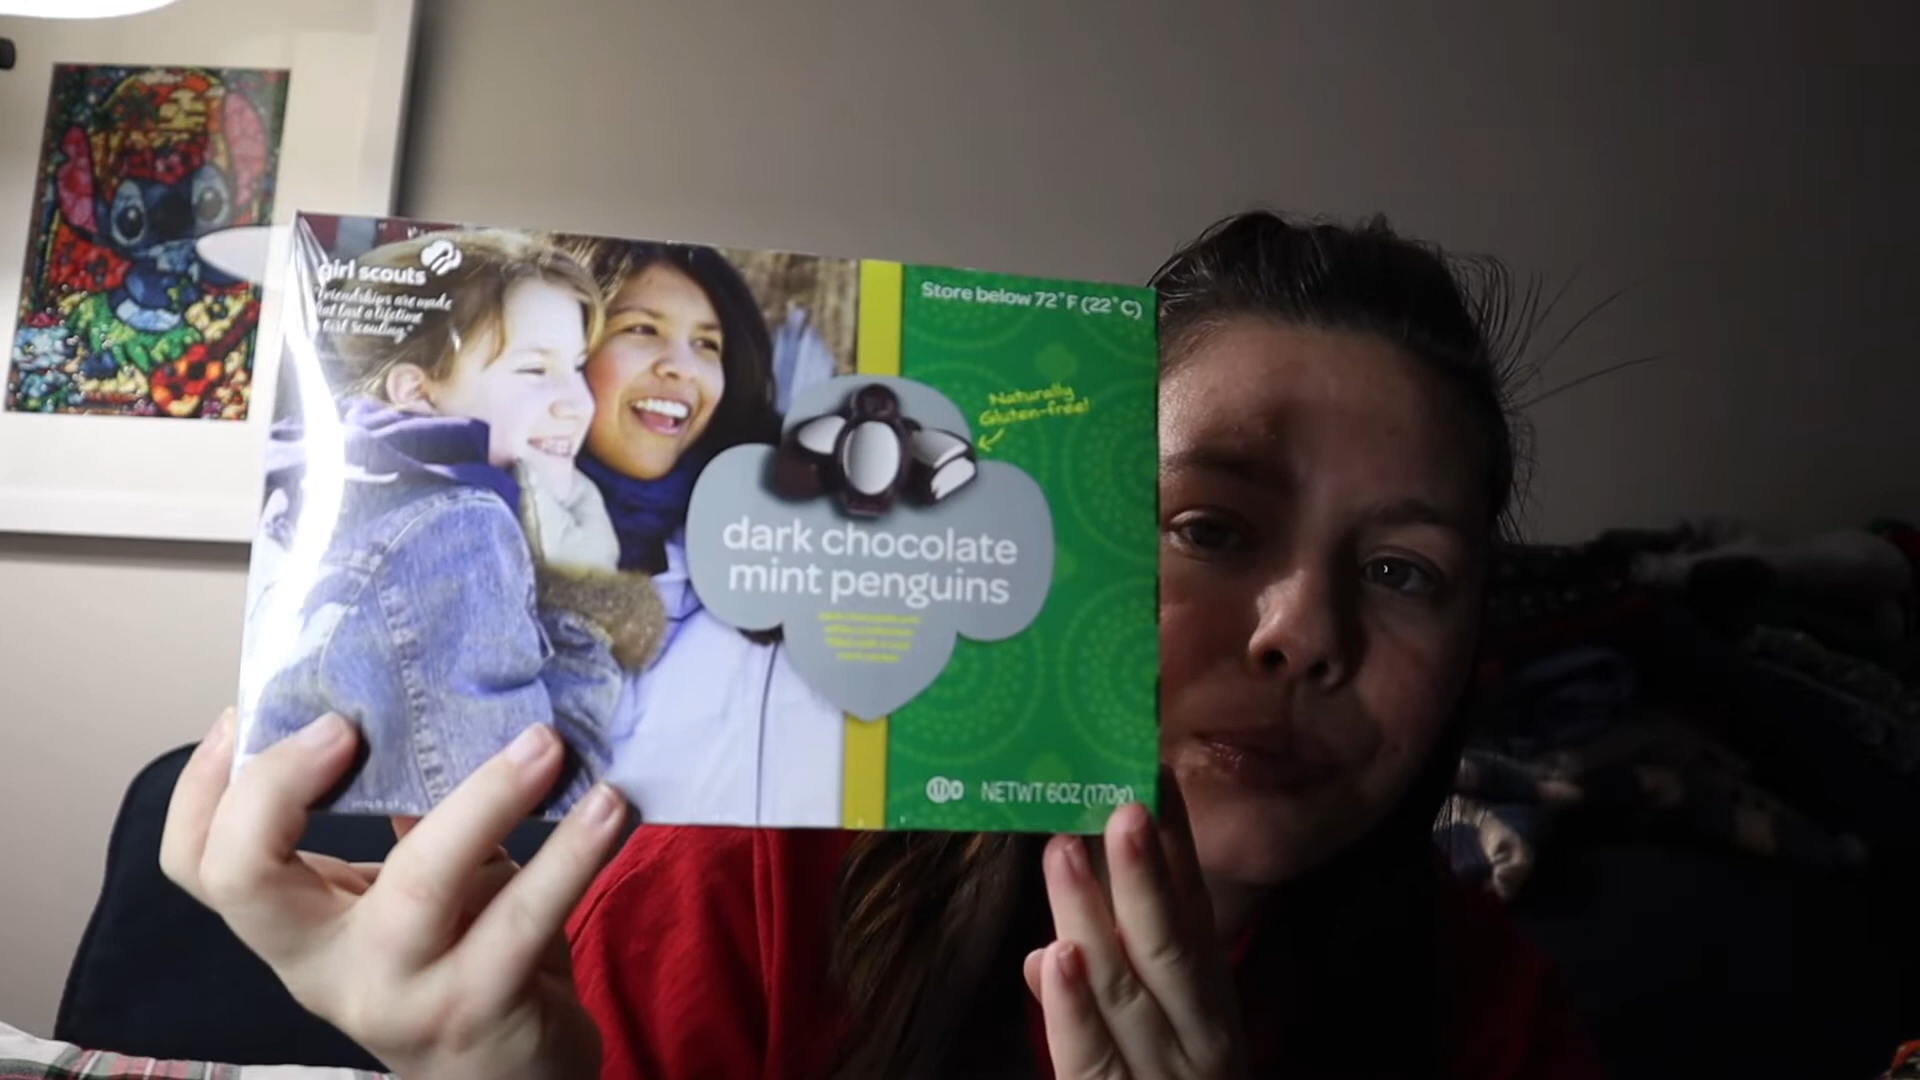 girl scouts
"Friendships are made
that last a lifetime
Girl Scouting."
Store below 72°F (22°C)
Naturally
Gluten-free!
dark chocolate
mint penguins
NET WT 6OZ (170g)